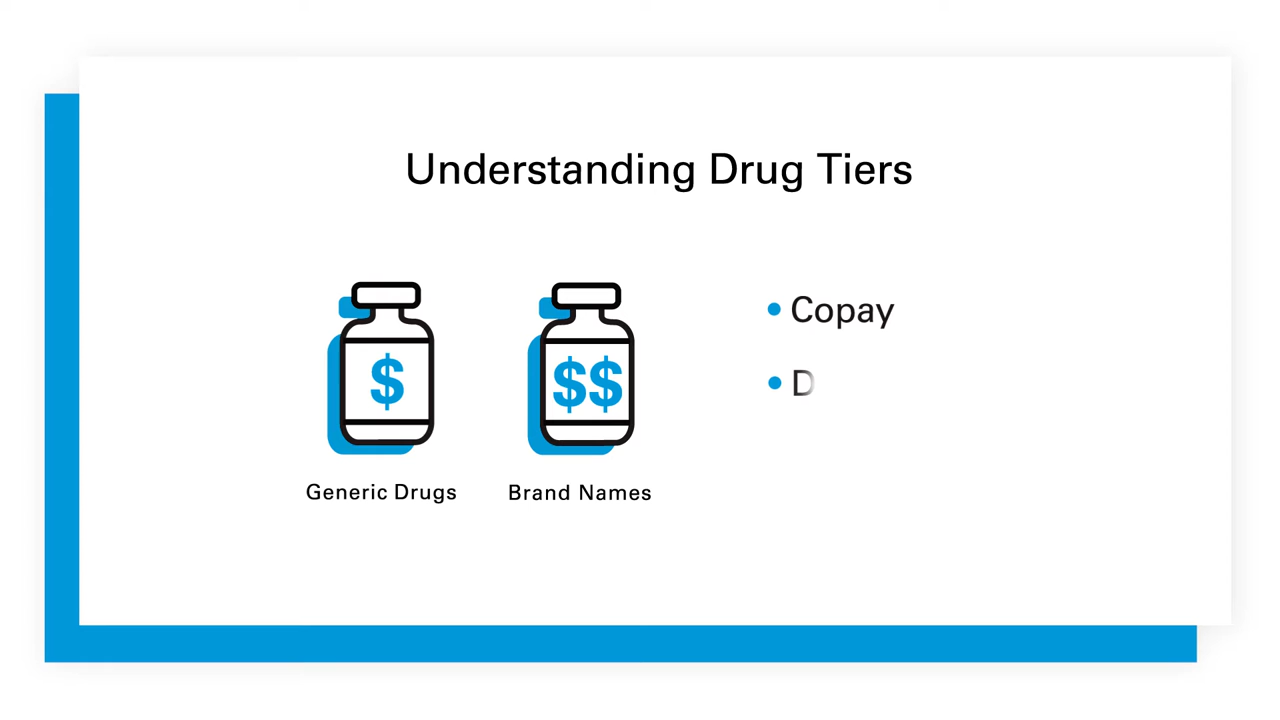 Understanding Drug Tiers
$
$$
Generic Drugs
Brand Names
• Copay
• D